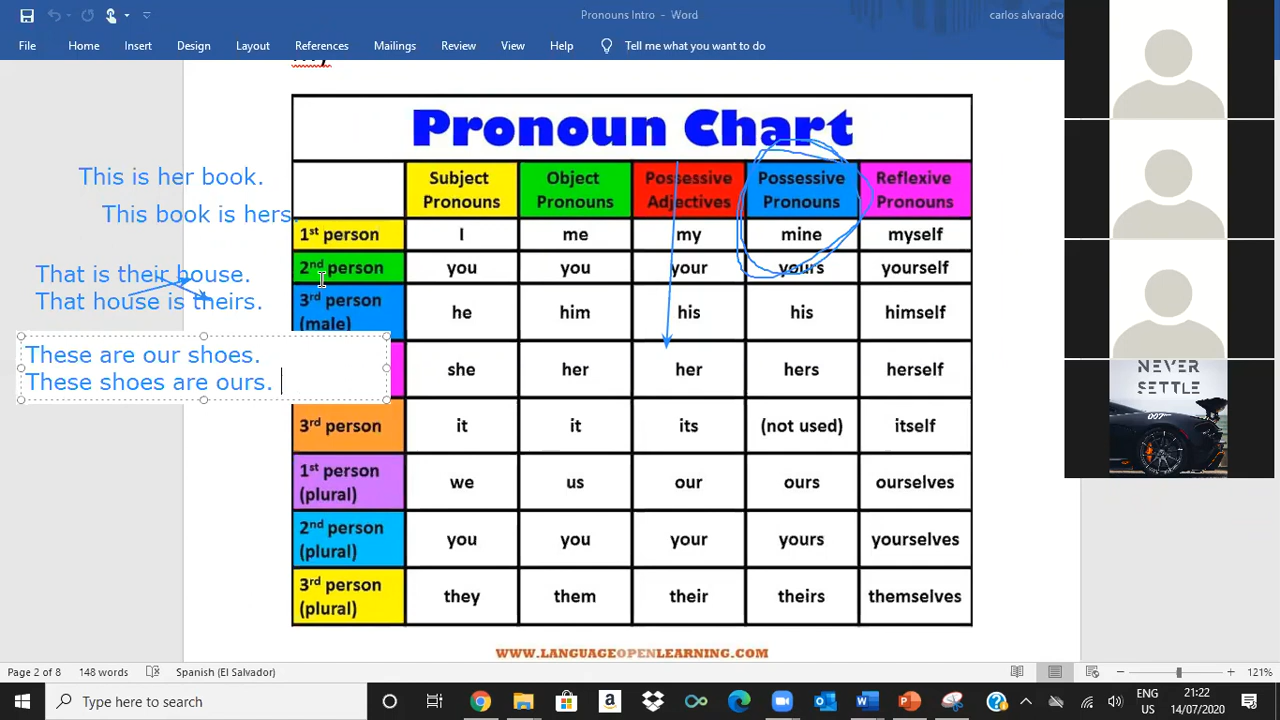 Pronouns Intro - Word
carlos alvarado
File Home Insert Design Layout References Mailings Review View Help Tell me what you want to do
Pronoun Chart
Subject Pronouns
Object Pronouns
Possessive Adjectives
Possessive Pronouns
Reflexive Pronouns
1st person I me my mine myself
2nd person you you your yours yourself
3rd person (male) he him his his himself
she her her hers herself
3rd person it it its (not used) itself
1st person (plural) we us our ours ourselves
2nd person (plural) you you your yours yourselves
3rd person (plural) they them their theirs themselves
WWW.LANGUAGEOPENLEARNING.COM
This is her book.
This book is hers.
That is their house.
That house is theirs.
These are our shoes.
These shoes are ours.
NEVER
SETTLE
007
Page 2 of 8 148 words Spanish (El Salvador) 121%
Type here to search
ENG
US
21:22
14/07/2020